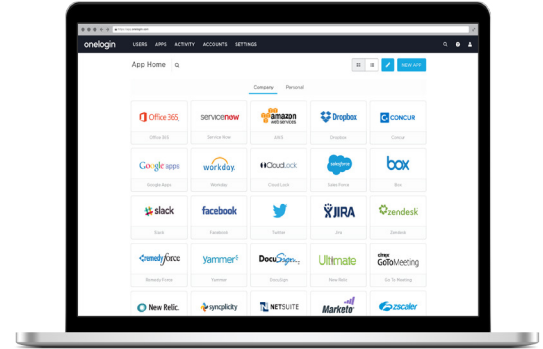 onelogin USERS APPS ACTIVITY ACCOUNTS SETTINGS
App Home NEW APP
Company Personal
Office 365 servicenow amazon web services Dropbox CONCUR
Office 365 Service Now AWS Dropbox Concur
Google apps workday. CloudLock salesforce box
Google Apps Workday Cloud Lock Sales Force Box
slack facebook JIRA zendesk
Slack Facebook Twitter Jira Zendesk
remedyforce yammer DocuSign Ultimate citrix GoToMeeting
Remedy Force Yammer DocuSign New Relic Go To Meeting
New Relic. syncplicity N NETSUITE Marketo zscaler